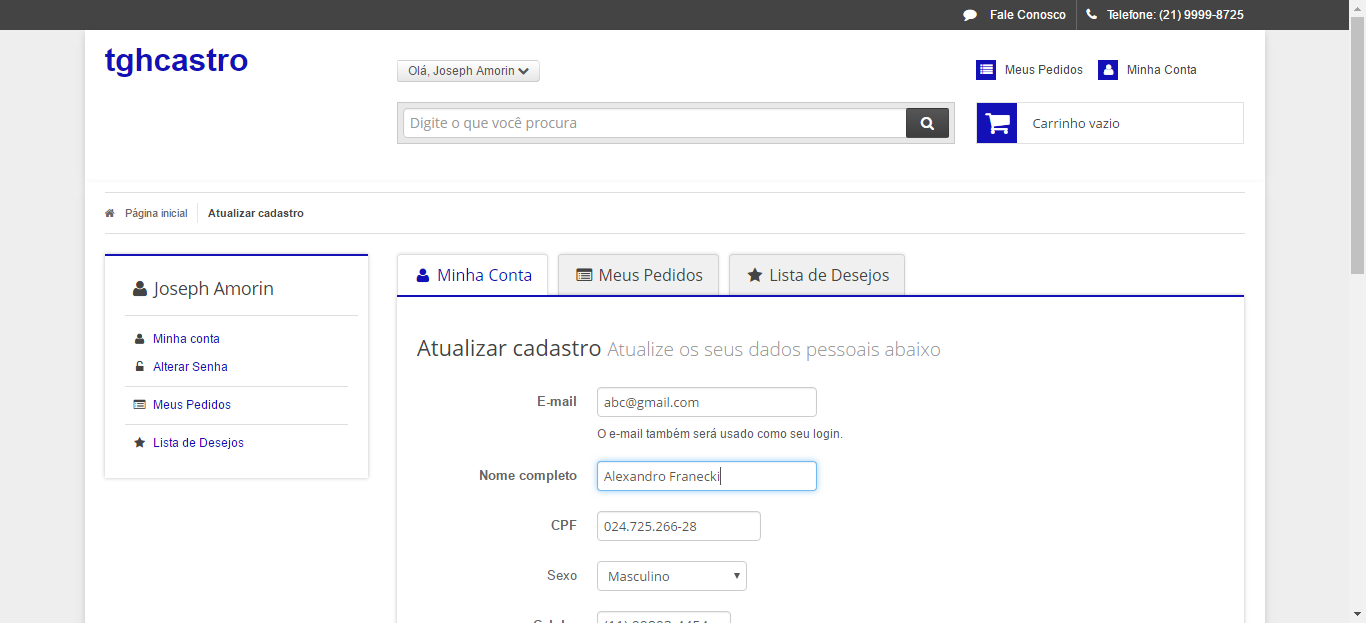 Fale Conosco
Telefone: (21) 9999-8725
tghcastro
Olá, Joseph Amorin
Meus Pedidos
Minha Conta
Digite o que você procura
Carrinho vazio
Página inicial
Atualizar cadastro
Joseph Amorin
Minha conta
Alterar Senha
Meus Pedidos
Lista de Desejos
Minha Conta
Meus Pedidos
Lista de Desejos
Atualizar cadastro Atualize os seus dados pessoais abaixo
E-mail
abc@gmail.com
O e-mail também será usado como seu login.
Nome completo
Alexandro Franecki
CPF
024.725.266-28
Sexo
Masculino